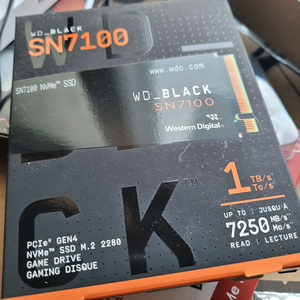 WD_BLACK
SN7100
www.wdc.com
SN7100 NVMe™ SSD
WD_BLACK
SN7100
Western Digital®
1 TB/s*
To/s*
UP TO | JUSQU'À
7250 MB/s**
Mo/s**
READ | LECTURE
CK™
PCIe® GEN4
NVMe™ SSD M.2 2280
GAME DRIVE
GAMING DISQUE